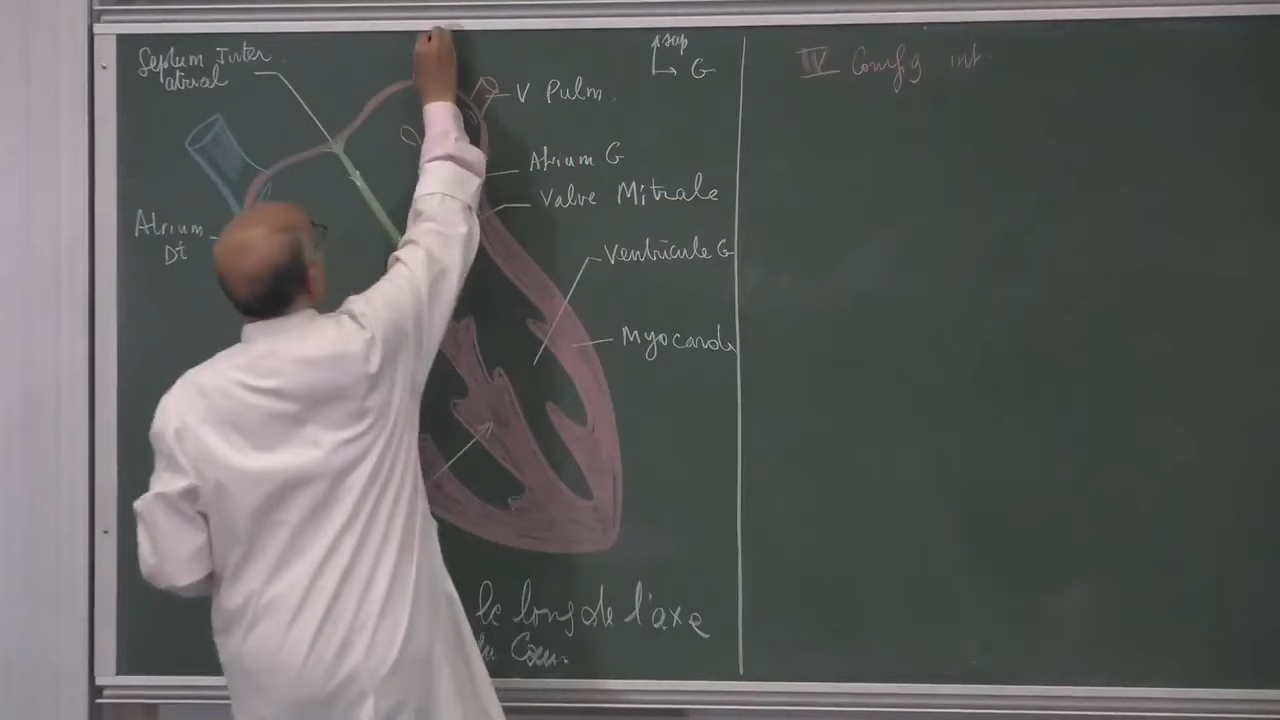 Septum Inter
atrial
sup
G
V Pulm.
Atrium G
Valve Mitrale
Atrium
Dt
Ventricule G
Myocarde
le long de l'axe
du Cœur.
IV Config int.